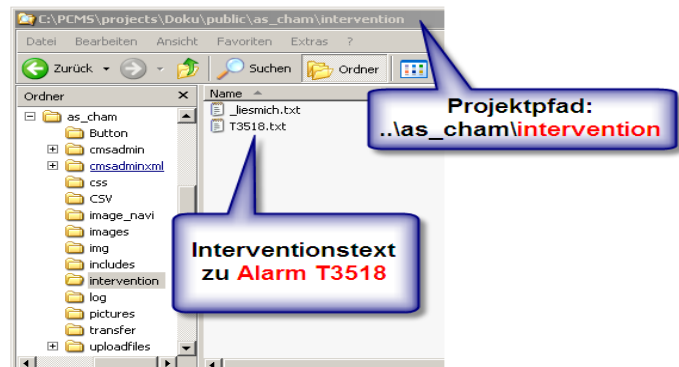 C:\PCMS\projects\Doku\public\as_cham\intervention
Datei Bearbeiten Ansicht Favoriten Extras ?
Zurück Suchen Ordner
Ordner
Name
as_cham
Button
cmsadmin
cmsadminxml
css
CSV
image_navi
images
img
includes
intervention
log
pictures
transfer
uploadfiles
_liesmich.txt
T3518.txt
Projektpfad:
..\as_cham\intervention
Interventionstext
zu Alarm T3518